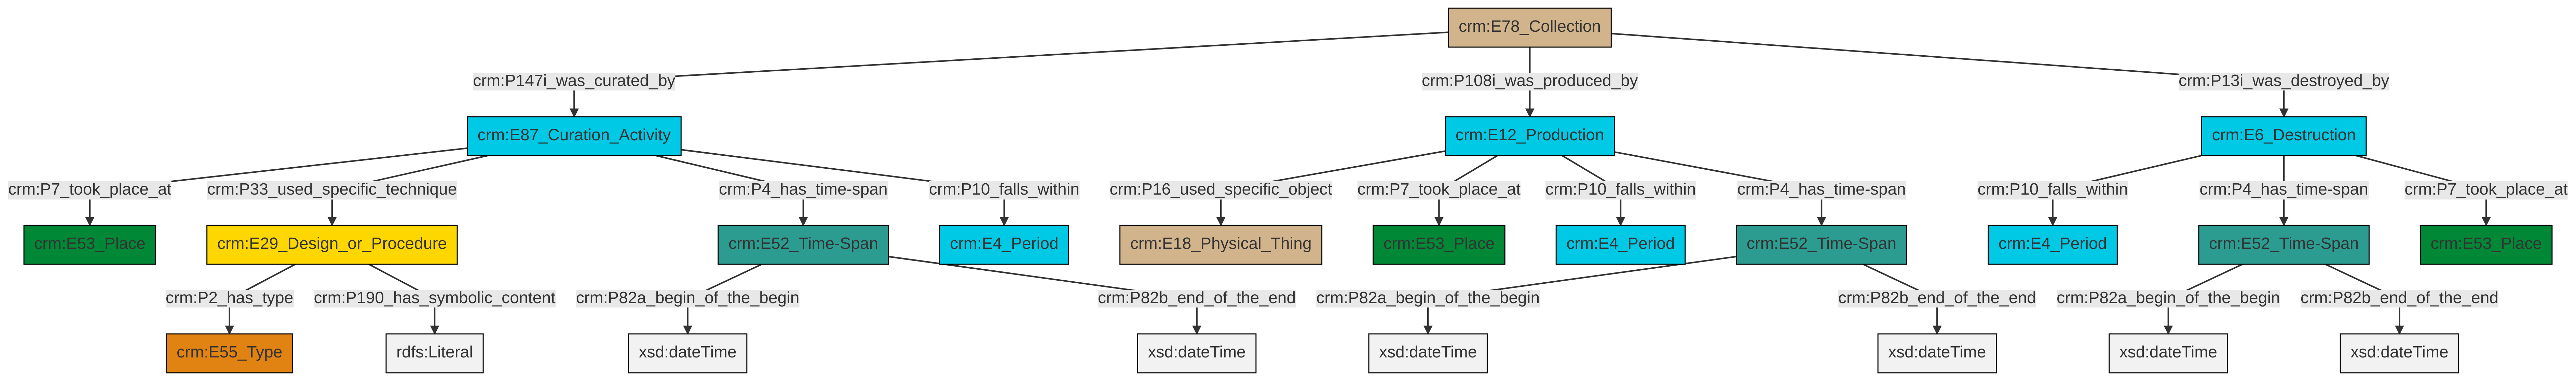 crm:E78_Collection
crm:P147i_was_curated_by
crm:P108i_was_produced_by
crm:P13i_was_destroyed_by
crm:E87_Curation_Activity
crm:E12_Production
crm:E6_Destruction
crm:P7_took_place_at
crm:P33_used_specific_technique
crm:P4_has_time-span
crm:P10_falls_within
crm:P16_used_specific_object
crm:P7_took_place_at
crm:P10_falls_within
crm:P4_has_time-span
crm:P10_falls_within
crm:P4_has_time-span
crm:P7_took_place_at
crm:E53_Place
crm:E29_Design_or_Procedure
crm:E52_Time-Span
crm:E4_Period
crm:E18_Physical_Thing
crm:E53_Place
crm:E4_Period
crm:E52_Time-Span
crm:E4_Period
crm:E52_Time-Span
crm:E53_Place
crm:P2_has_type
crm:P190_has_symbolic_content
crm:P82a_begin_of_the_begin
crm:P82b_end_of_the_end
crm:P82a_begin_of_the_begin
crm:P82b_end_of_the_end
crm:P82a_begin_of_the_begin
crm:P82b_end_of_the_end
crm:E55_Type
rdfs:Literal
xsd:dateTime
xsd:dateTime
xsd:dateTime
xsd:dateTime
xsd:dateTime
xsd:dateTime